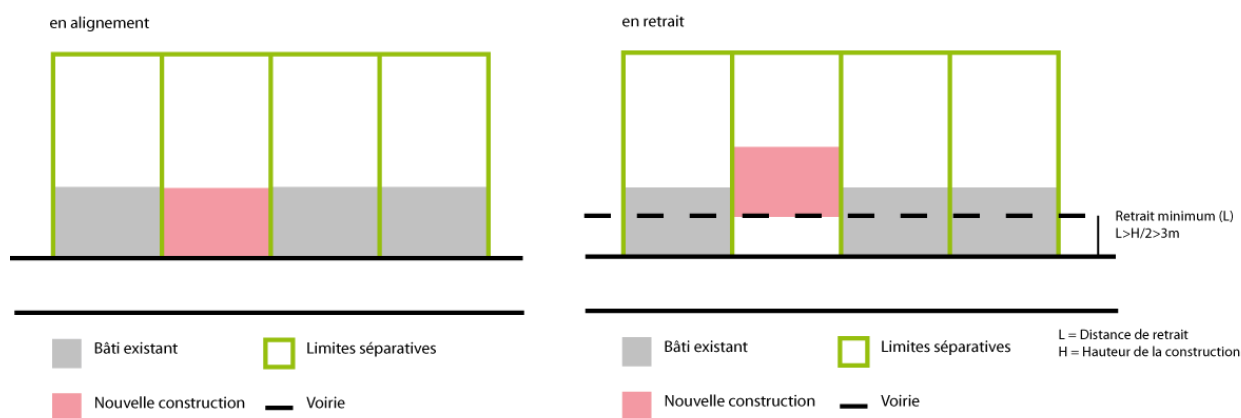 en alignement
Bâti existant
Limites séparatives
Nouvelle construction
Voirie
en retrait
Retrait minimum (L)
L>H/2>3m
Bâti existant
Limites séparatives
L = Distance de retrait
H = Hauteur de la construction
Nouvelle construction
Voirie